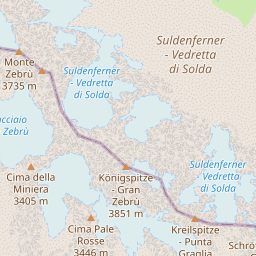 Suldenferner
- Vedretta
di Solda
Monte
Zebrù
3735 m
Suldenferner
- Vedretta
di Solda
Zebrù
Cima della
Miniera
3405 m
Königspitze -
Gran
Zebrù
3851 m
Suldenferner
- Vedretta
di Solda
Cima Pale
Rosse
3446 m
Kreilspitze -
Punta
Graglia